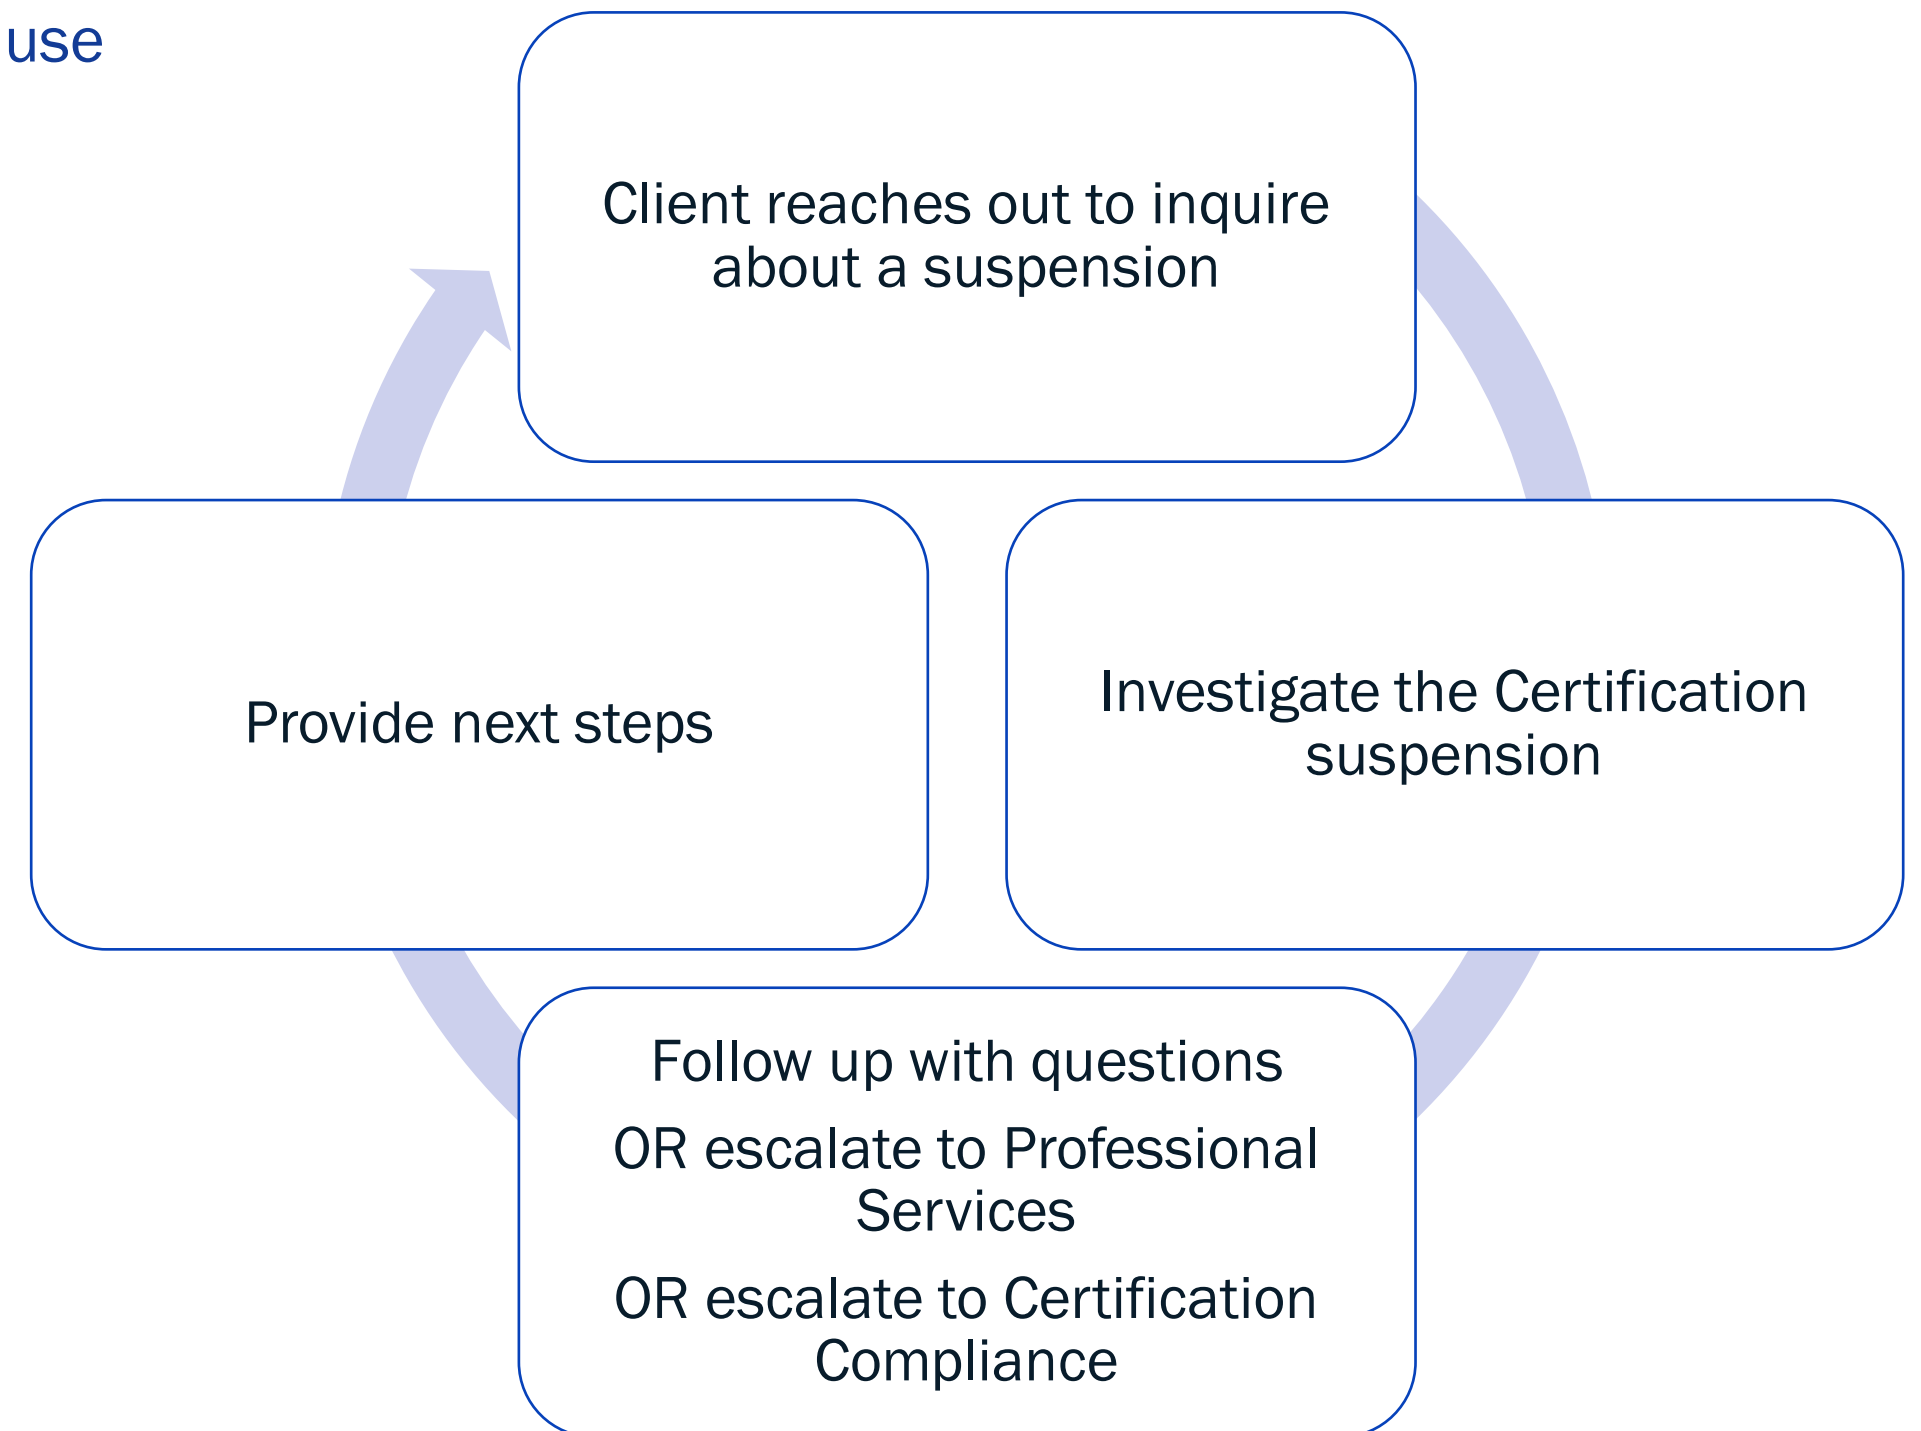 use
Client reaches out to inquire
about a suspension
Investigate the Certification
suspension
Follow up with questions
OR escalate to Professional
Services
OR escalate to Certification
Compliance
Provide next steps